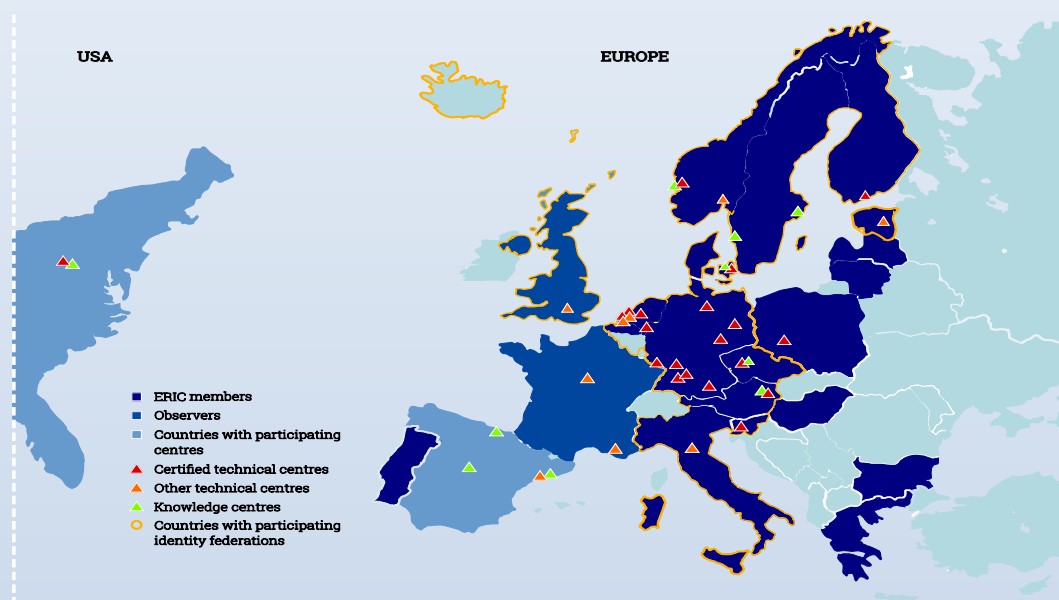 USA
EUROPE
ERIC members
Observers
Countries with participating
centres
Certified technical centres
Other technical centres
Knowledge centres
Countries with participating
identity federations